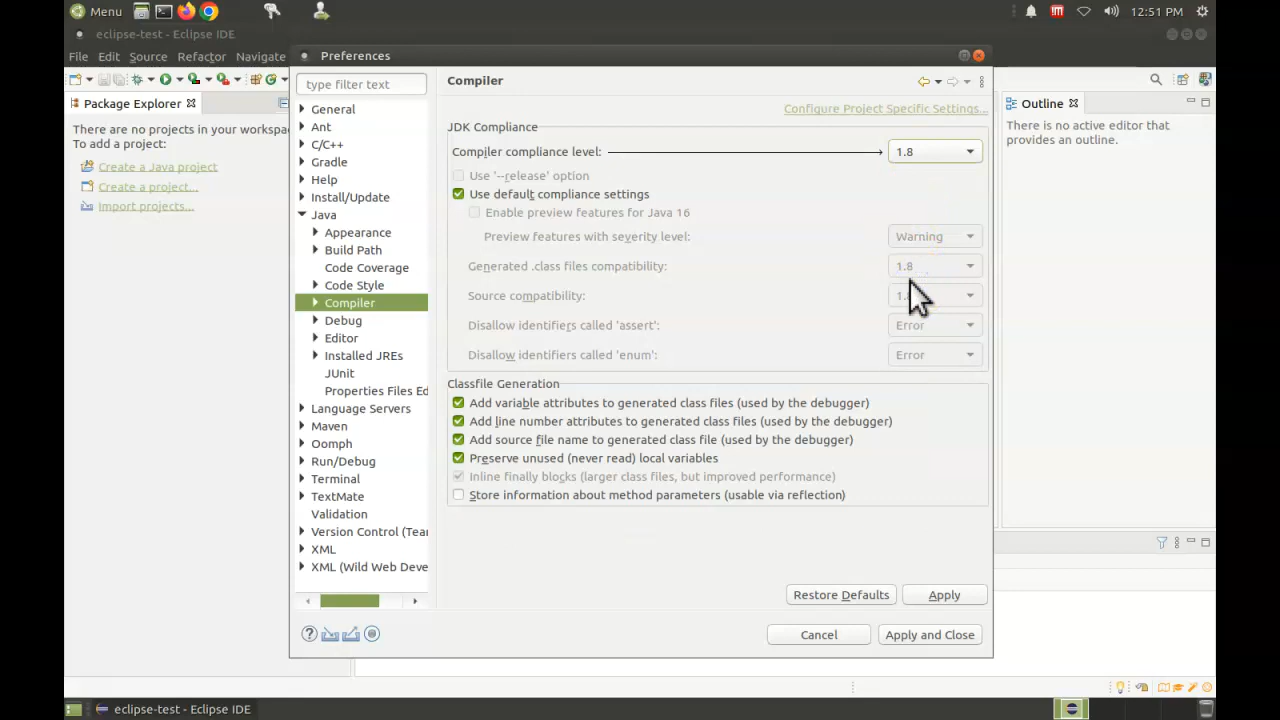 Menu
12:51 PM
eclipse-test - Eclipse IDE
File Edit Source Refactor Navigate
Preferences
type filter text
Compiler
Configure Project Specific Settings...
Package Explorer
There are no projects in your workspac
To add a project:
Create a Java project
Create a project...
Import projects...
General
Ant
C/C++
Gradle
Help
Install/Update
Java
Appearance
Build Path
Code Coverage
Code Style
Compiler
Debug
Editor
Installed JREs
JUnit
Properties Files Ed
Language Servers
Maven
Oomph
Run/Debug
Terminal
TextMate
Validation
Version Control (Tear
XML
XML (Wild Web Deve
JDK Compliance
Compiler compliance level: 1.8
Use '--release' option
Use default compliance settings
Enable preview features for Java 16
Preview features with severity level: Warning
Generated .class files compatibility: 1.8
Source compatibility:
Disallow identifiers called 'assert': Error
Disallow identifiers called 'enum': Error
Classfile Generation
Add variable attributes to generated class files (used by the debugger)
Add line number attributes to generated class files (used by the debugger)
Add source file name to generated class file (used by the debugger)
Preserve unused (never read) local variables
Inline finally blocks (larger class files, but improved performance)
Store information about method parameters (usable via reflection)
Restore Defaults Apply
Cancel Apply and Close
Outline
There is no active editor that
provides an outline.
eclipse-test - Eclipse IDE